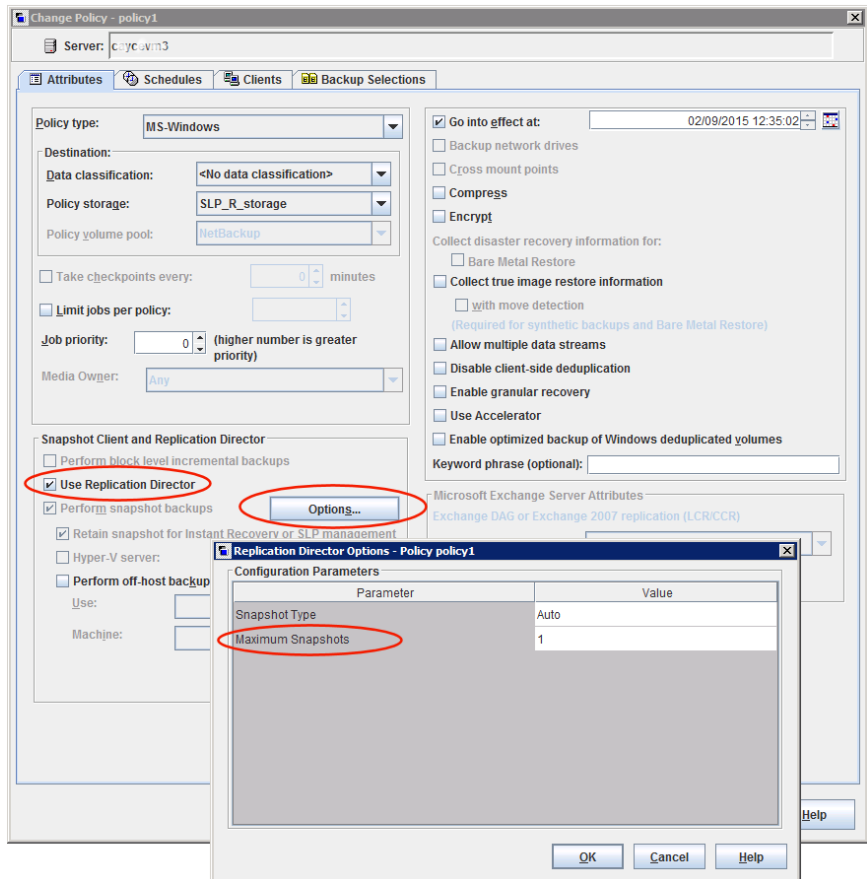 Change Policy - policy1
Server:
Attributes Schedules Clients Backup Selections
Policy type: MS-Windows
Destination:
Data classification: <No data classification>
Policy storage: SLP_R_storage
Policy volume pool: NetBackup
Take checkpoints every: 0 minutes
Limit jobs per policy:
Job priority: 0 (higher number is greater
priority)
Media Owner: Any
Snapshot Client and Replication Director
Perform block level incremental backups
Use Replication Director
Perform snapshot backups Options...
Retain snapshot for Instant Recovery or SLP management
Hyper-V server:
Perform off-host backup
Use:
Machine:
Go into effect at: 02/09/2015 12:35:02
Backup network drives
Cross mount points
Compress
Encrypt
Collect disaster recovery information for:
Bare Metal Restore
Collect true image restore information
with move detection
(Required for synthetic backups and Bare Metal Restore)
Allow multiple data streams
Disable client-side deduplication
Enable granular recovery
Use Accelerator
Enable optimized backup of Windows deduplicated volumes
Keyword phrase (optional):
Microsoft Exchange Server Attributes
Exchange DAG or Exchange 2007 replication (LCR/CCR)
Replication Director Options - Policy policy1
Configuration Parameters
Parameter Value
Snapshot Type Auto
Maximum Snapshots 1
OK Cancel Help
Help